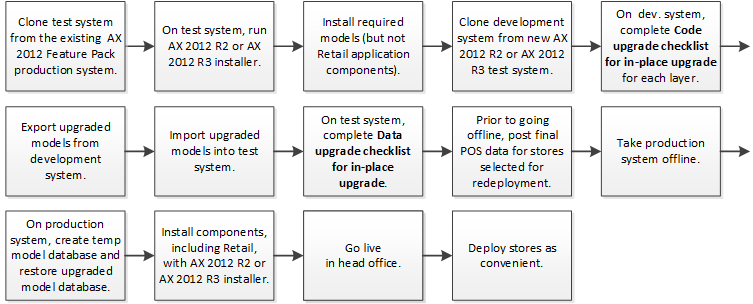 Clone test system
from the existing AX
2012 Feature Pack
production system.
On test system, run
AX 2012 R2 or AX
2012 R3 installer.
Install required
models (but not
Retail application
components).
Clone development
system from new AX
2012 R2 or AX 2012
R3 test system.
On dev. system,
complete Code
upgrade checklist
for in-place upgrade
for each layer.
Export upgraded
models from
development
system.
Import upgraded
models into test
system.
On test system,
complete Data
upgrade checklist
for in-place
upgrade.
Prior to going
offline, post final
POS data for stores
selected for
redeployment.
Take production
system offline.
On production
system, create temp
model database and
restore upgraded
model database.
Install components,
including Retail,
with AX 2012 R2 or
AX 2012 R3 installer.
Go live
in head office.
Deploy stores as
convenient.